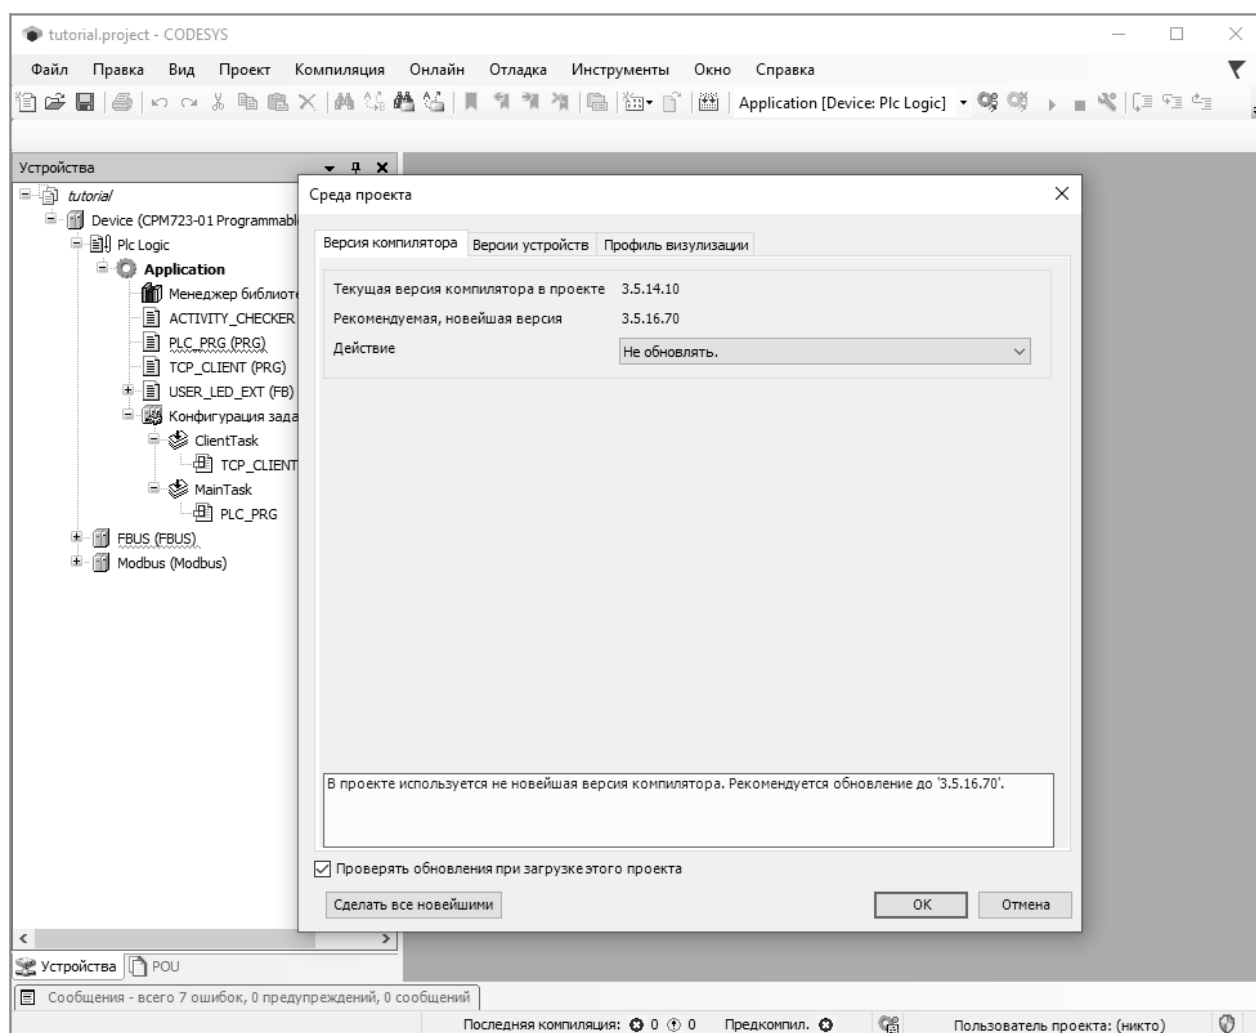 tutorial.project - CODESYS
Файл Правка Вид Проект Компиляция Онлайн Отладка Инструменты Окно Справка
Application [Device: Plc Logic]
Устройства
tutorial
Device (CPM723-01 Programmabl
Plc Logic
Application
Менеджер библиоте
ACTIVITY_CHECKER
PLC_PRG (PRG)
TCP_CLIENT (PRG)
USER_LED_EXT (FB)
Конфигурация зада
ClientTask
TCP_CLIENT
MainTask
PLC_PRG
FBUS (FBUS)
Modbus (Modbus)
Среда проекта
Версия компилятора Версии устройств Профиль визулизации
Текущая версия компилятора в проекте 3.5.14.10
Рекомендуемая, новейшая версия 3.5.16.70
Действие Не обновлять.
В проекте используется не новейшая версия компилятора. Рекомендуется обновление до '3.5.16.70'.
Проверять обновления при загрузке этого проекта
Сделать все новейшими OK Отмена
Устройства POU
Сообщения - всего 7 ошибок, 0 предупреждений, 0 сообщений
Последняя компиляция: 0 0 Предкомпил. Пользователь проекта: (никто)